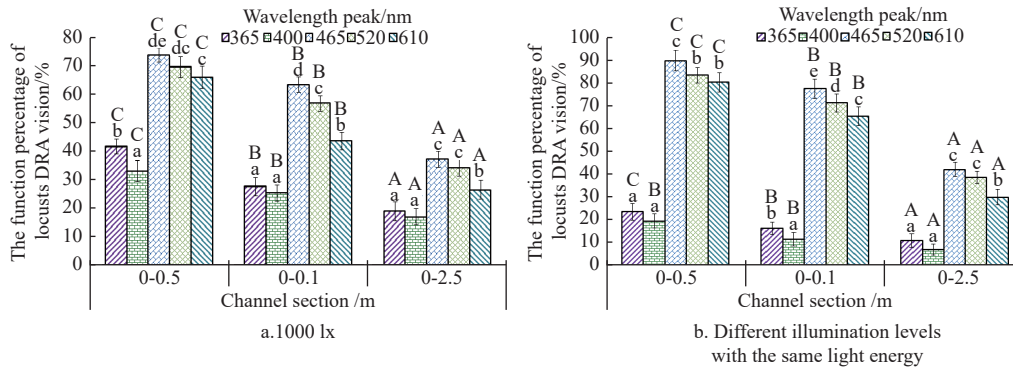 Wavelength peak/nm
365 400 465 520 610
The function percentage of
locusts DRA vision/%
80
70
60
50
40
30
20
10
0
C
b
C
a
C
de
C
dc
C
c
B
a
B
a
B
d
B
c
B
b
A
a
A
a
A
c
A
c
A
b
0-0.5 0-0.1 0-2.5
Channel section /m
a.1000 lx
Wavelength peak/nm
365 400 465 520 610
The function percentage of
locusts DRA vision/%
100
90
80
70
60
50
40
30
20
10
0
C
a
B
a
C
c
C
b
C
b
B
b
B
a
B
e
B
d
B
c
A
a
A
a
A
c
A
c
A
b
0-0.5 0-0.1 0-2.5
Channel section /m
b. Different illumination levels
with the same light energy